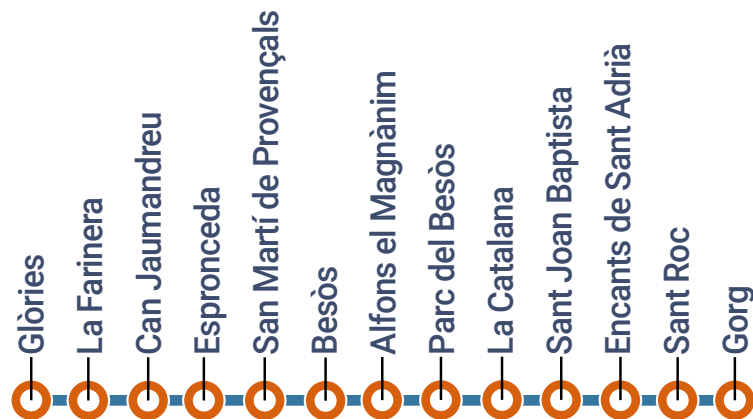 Glòries
La Farinera
Can Jaumandreu
Espronceda
San Martí de Provençals
Besòs
Alfons el Magnànim
Parc del Besòs
La Catalana
Sant Joan Baptista
Encants de Sant Adrià
Sant Roc
Gorg